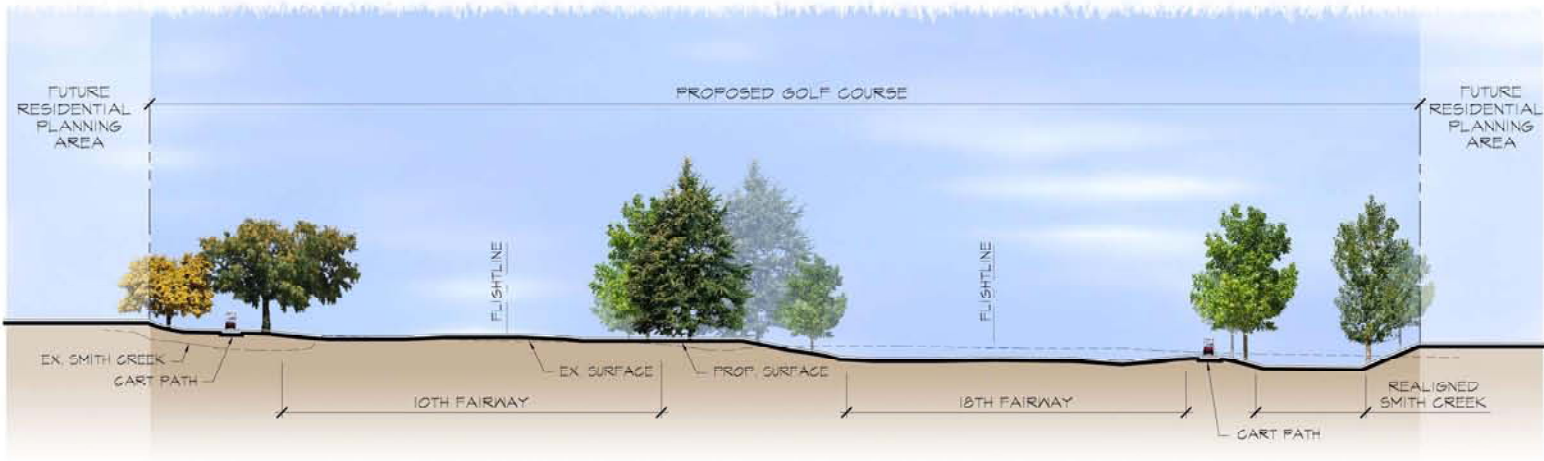 FUTURE
RESIDENTIAL
PLANNING
AREA
PROPOSED GOLF COURSE
FUTURE
RESIDENTIAL
PLANNING
AREA
FLIGHTLINE
FLIGHTLINE
EX. SMITH CREEK
CART PATH
EX. SURFACE
PROP. SURFACE
10TH FAIRWAY
18TH FAIRWAY
REALIGNED
SMITH CREEK
CART PATH